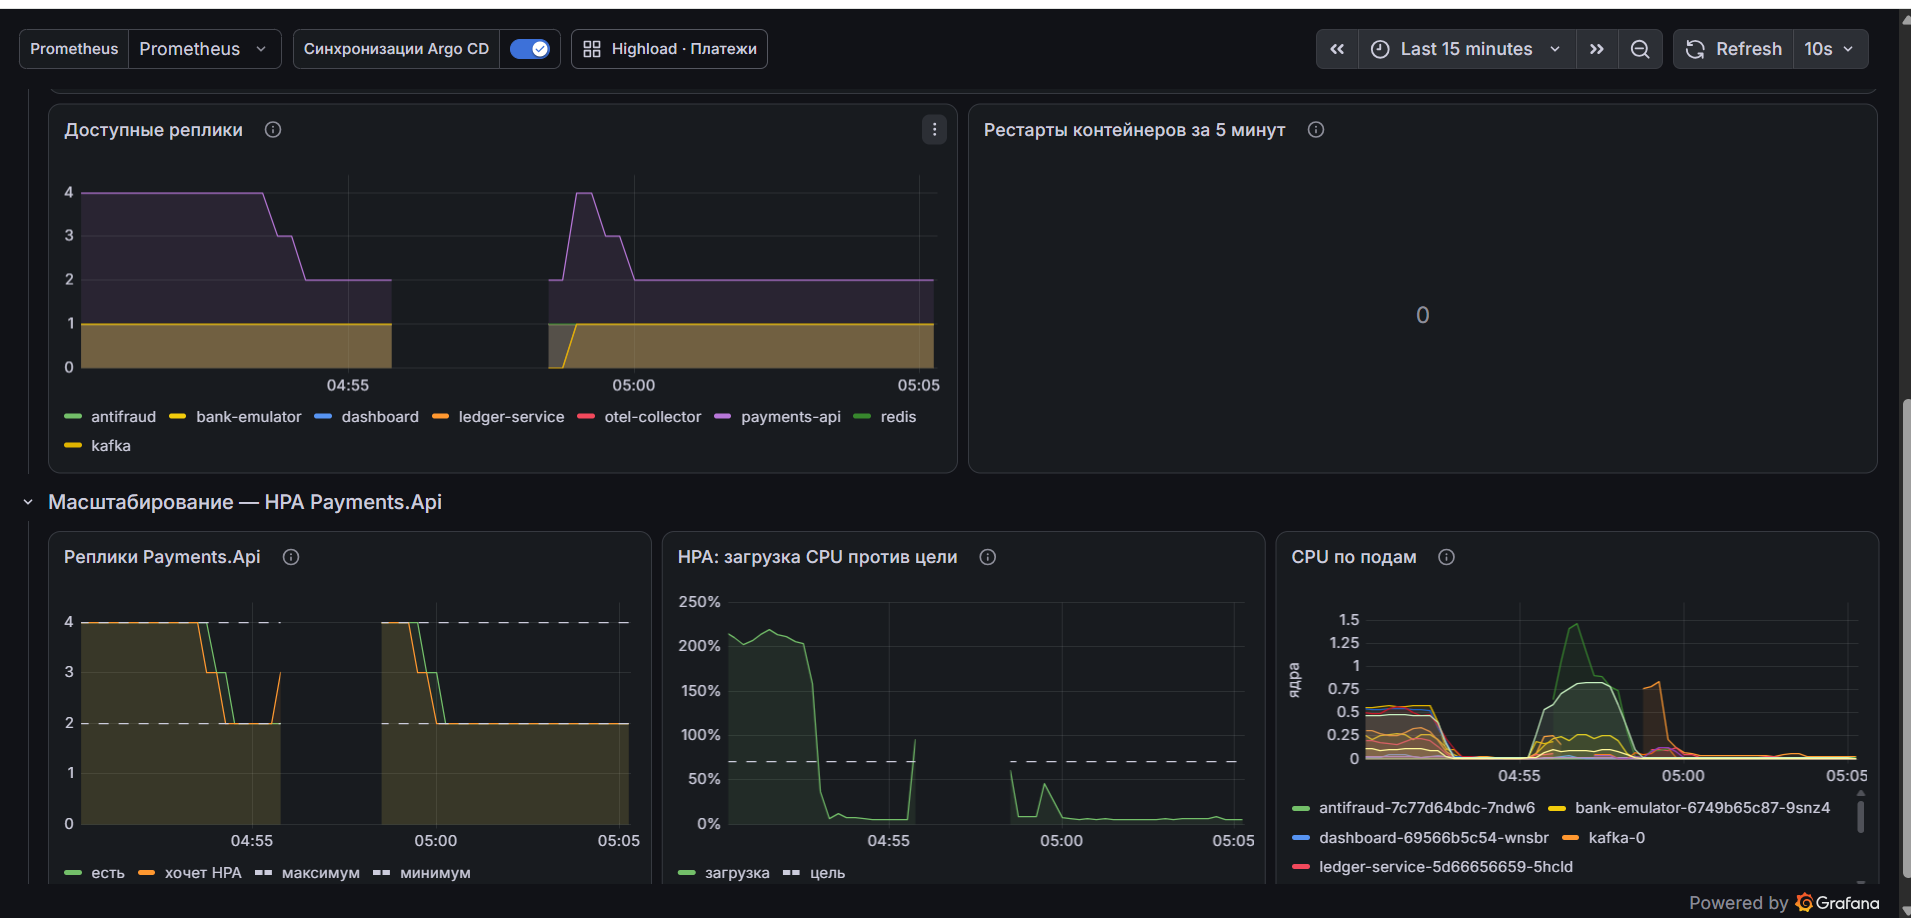 Prometheus Prometheus Синхронизации Argo CD Highload · Платежи Last 15 minutes Refresh 10s
Доступные реплики
4
3
2
1
0
04:55 05:00 05:05
antifraud bank-emulator dashboard ledger-service otel-collector payments-api redis
kafka
Рестарты контейнеров за 5 минут
0
Масштабирование — HPA Payments.Api
Реплики Payments.Api
4
3
2
1
0
04:55 05:00 05:05
есть хочет HPA максимум минимум
HPA: загрузка CPU против цели
250%
200%
150%
100%
50%
0%
04:55 05:00 05:05
загрузка цель
CPU по подам
ядра
1.5
1.25
1
0.75
0.5
0.25
0
04:55 05:00 05:05
antifraud-7c77d64bdc-7ndw6 bank-emulator-6749b65c87-9snz4
dashboard-69566b5c54-wnsbr kafka-0
ledger-service-5d66656659-5hcld
Powered by Grafana